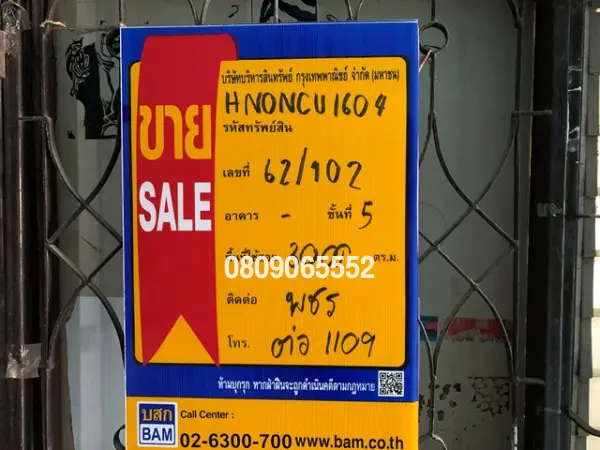 บริษัทบริหารสินทรัพย์ กรุงเทพพาณิชย์ จำกัด (มหาชน)
HNONCU1604
รหัสทรัพย์สิน
ขาย
SALE
เลขที่ 62/102
อาคาร - ชั้นที่ 5
ตร.ม.
0809065552
ติดต่อ พชร
โทร. ต่อ 1109
ห้ามบุกรุก หากฝ่าฝืนจะถูกดำเนินคดีตามกฎหมาย
บสก
BAM
Call Center :
02-6300-700 www.bam.co.th